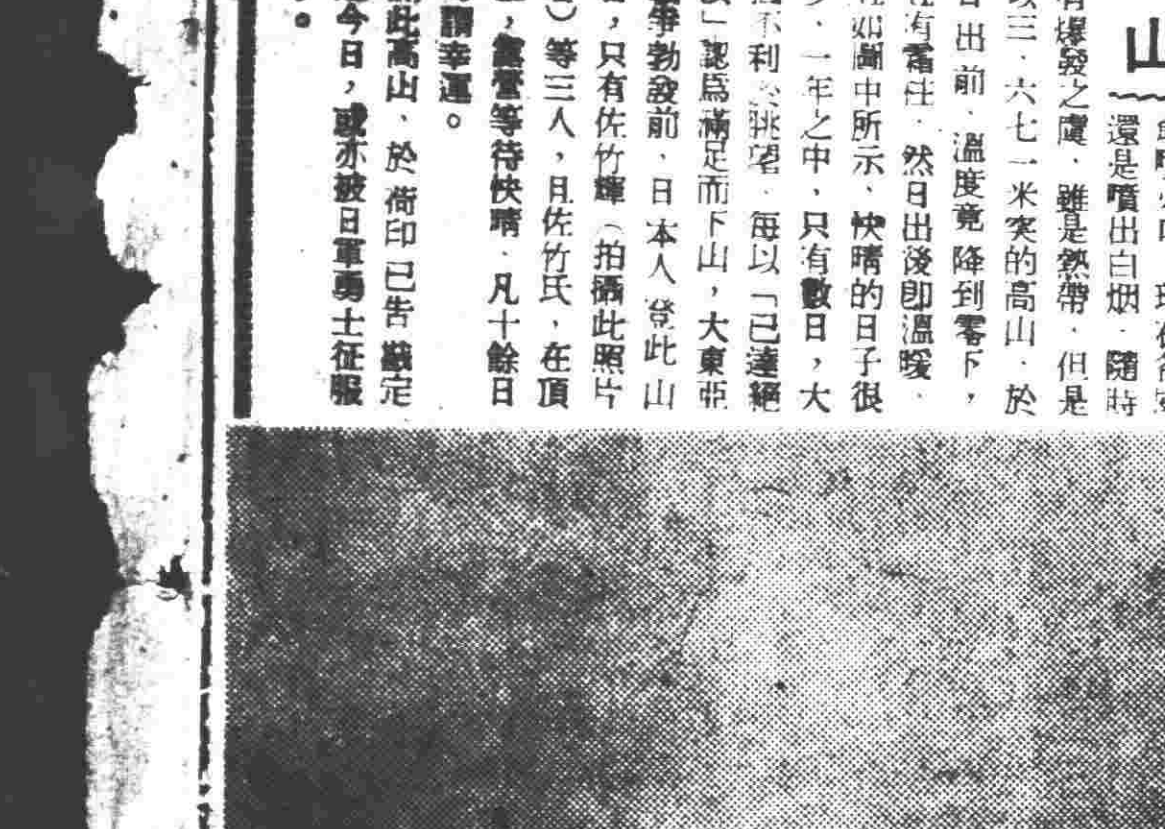 山
還是噴出白烟．隨時
有爆發之虞．雖是熱帶．但是
三．六七一米突的高山．於
日出前．溫度竟降到零下，
有霜柱．然日出後卽溫暖．
如圖中所示、快晴的日子很
、一年之中，只有數日，大
不利於眺望．每以「已達絕
」認爲滿足而下山，大東亞
爭勃發前．日本人登此山
，只有佐竹輝（拍攝此照片
）等三人，且佐竹氏，在頂
，露營等待快晴．凡十餘日
謂幸運。
此高山、於荷印已告戡定
今日，或亦被日軍勇士征服
。